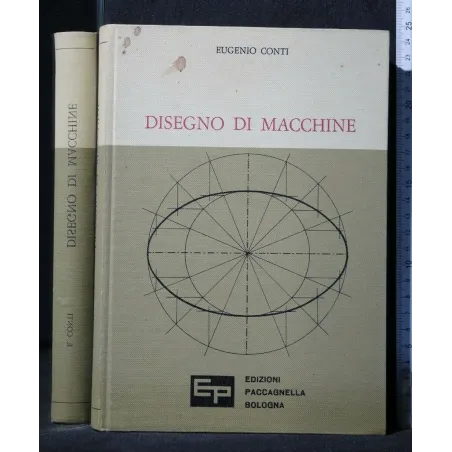 EUGENIO CONTI
DISEGNO DI MACCHINE
EP
EDIZIONI
PACCAGNELLA
BOLOGNA
E. CONTI
DISEGNO DI MACCHINE